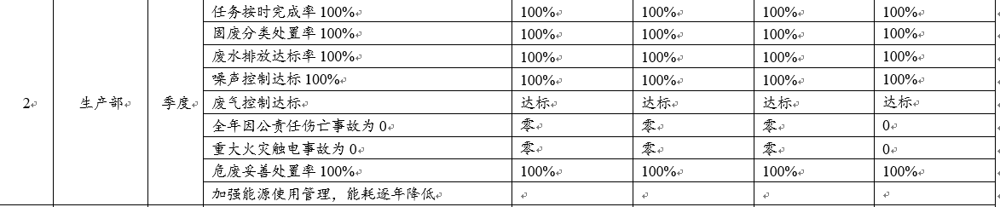 任务按时完成率 100% 100% 100% 100% 100%
固废分类处置率 100% 100% 100% 100% 100%
废水排放达标率 100% 100% 100% 100% 100%
噪声控制达标 100% 100% 100% 100% 100%
2 生产部 季度 废气控制达标 达标 达标 达标 达标
全年因公责任伤亡事故为 0 零 零 零 0
重大火灾触电事故为 0 零 零 零 0
危废妥善处置率 100% 100% 100% 100% 100%
加强能源使用管理，能耗逐年降低